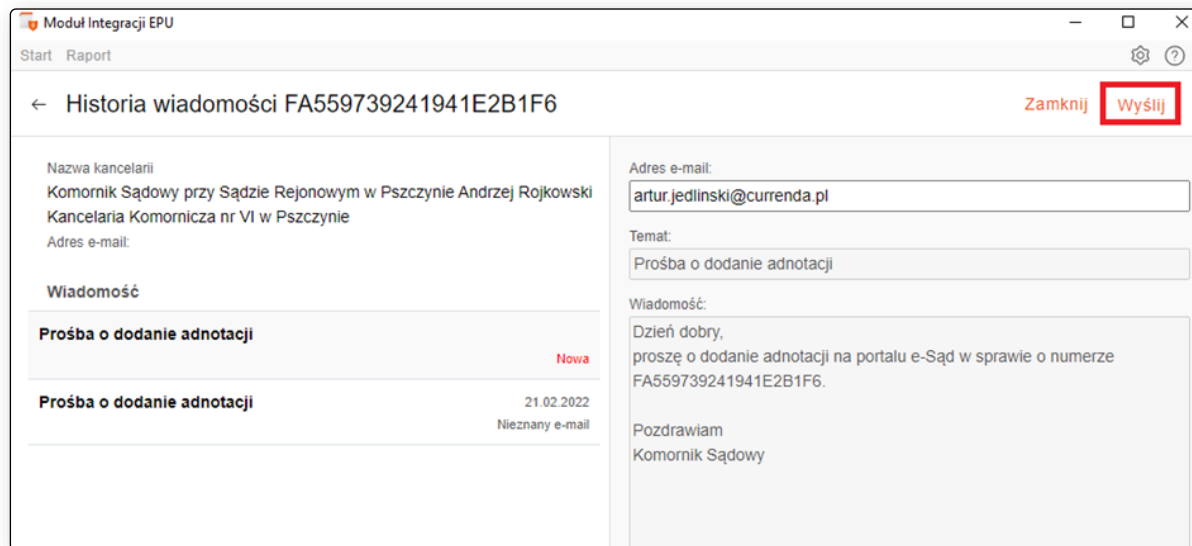 Moduł Integracji EPU
Start Raport
Historia wiadomości FA559739241941E2B1F6
Zamknij
Wyślij
Nazwa kancelarii
Komornik Sądowy przy Sądzie Rejonowym w Pszczynie Andrzej Rojkowski
Kancelaria Komornicza nr VI w Pszczynie
Adres e-mail:
Wiadomość
Prośba o dodanie adnotacji
Nowa
Prośba o dodanie adnotacji
21.02.2022
Nieznany e-mail
Adres e-mail:
artur.jedlinski@currenda.pl
Temat:
Prośba o dodanie adnotacji
Wiadomość:
Dzień dobry,
proszę o dodanie adnotacji na portalu e-Sąd w sprawie o numerze
FA559739241941E2B1F6.
Pozdrawiam
Komornik Sądowy